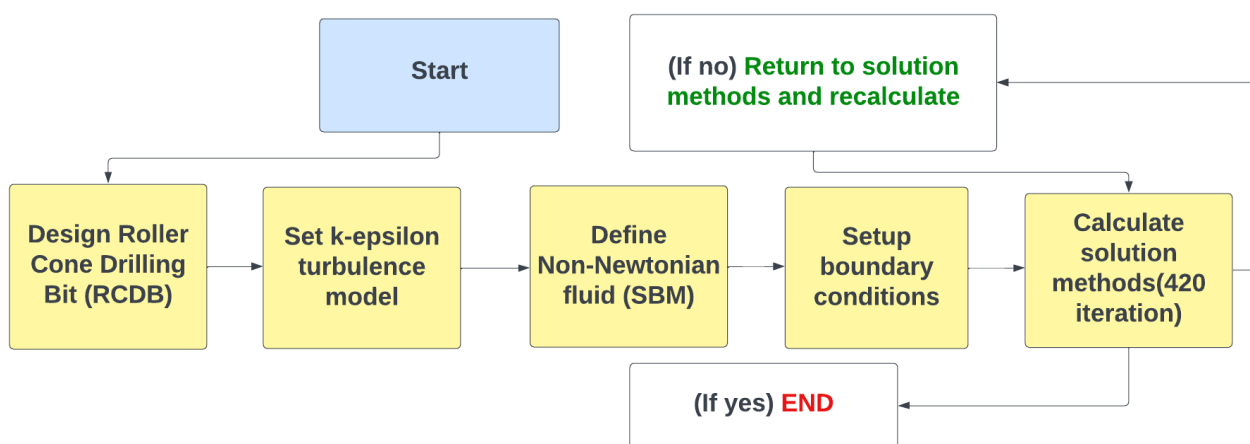 Start
(If no) Return to solution
methods and recalculate
Design Roller
Cone Drilling
Bit (RCDB)
Set k-epsilon
turbulence
model
Define
Non-Newtonian
fluid (SBM)
Setup
boundary
conditions
Calculate
solution
methods(420
iteration)
(If yes) END